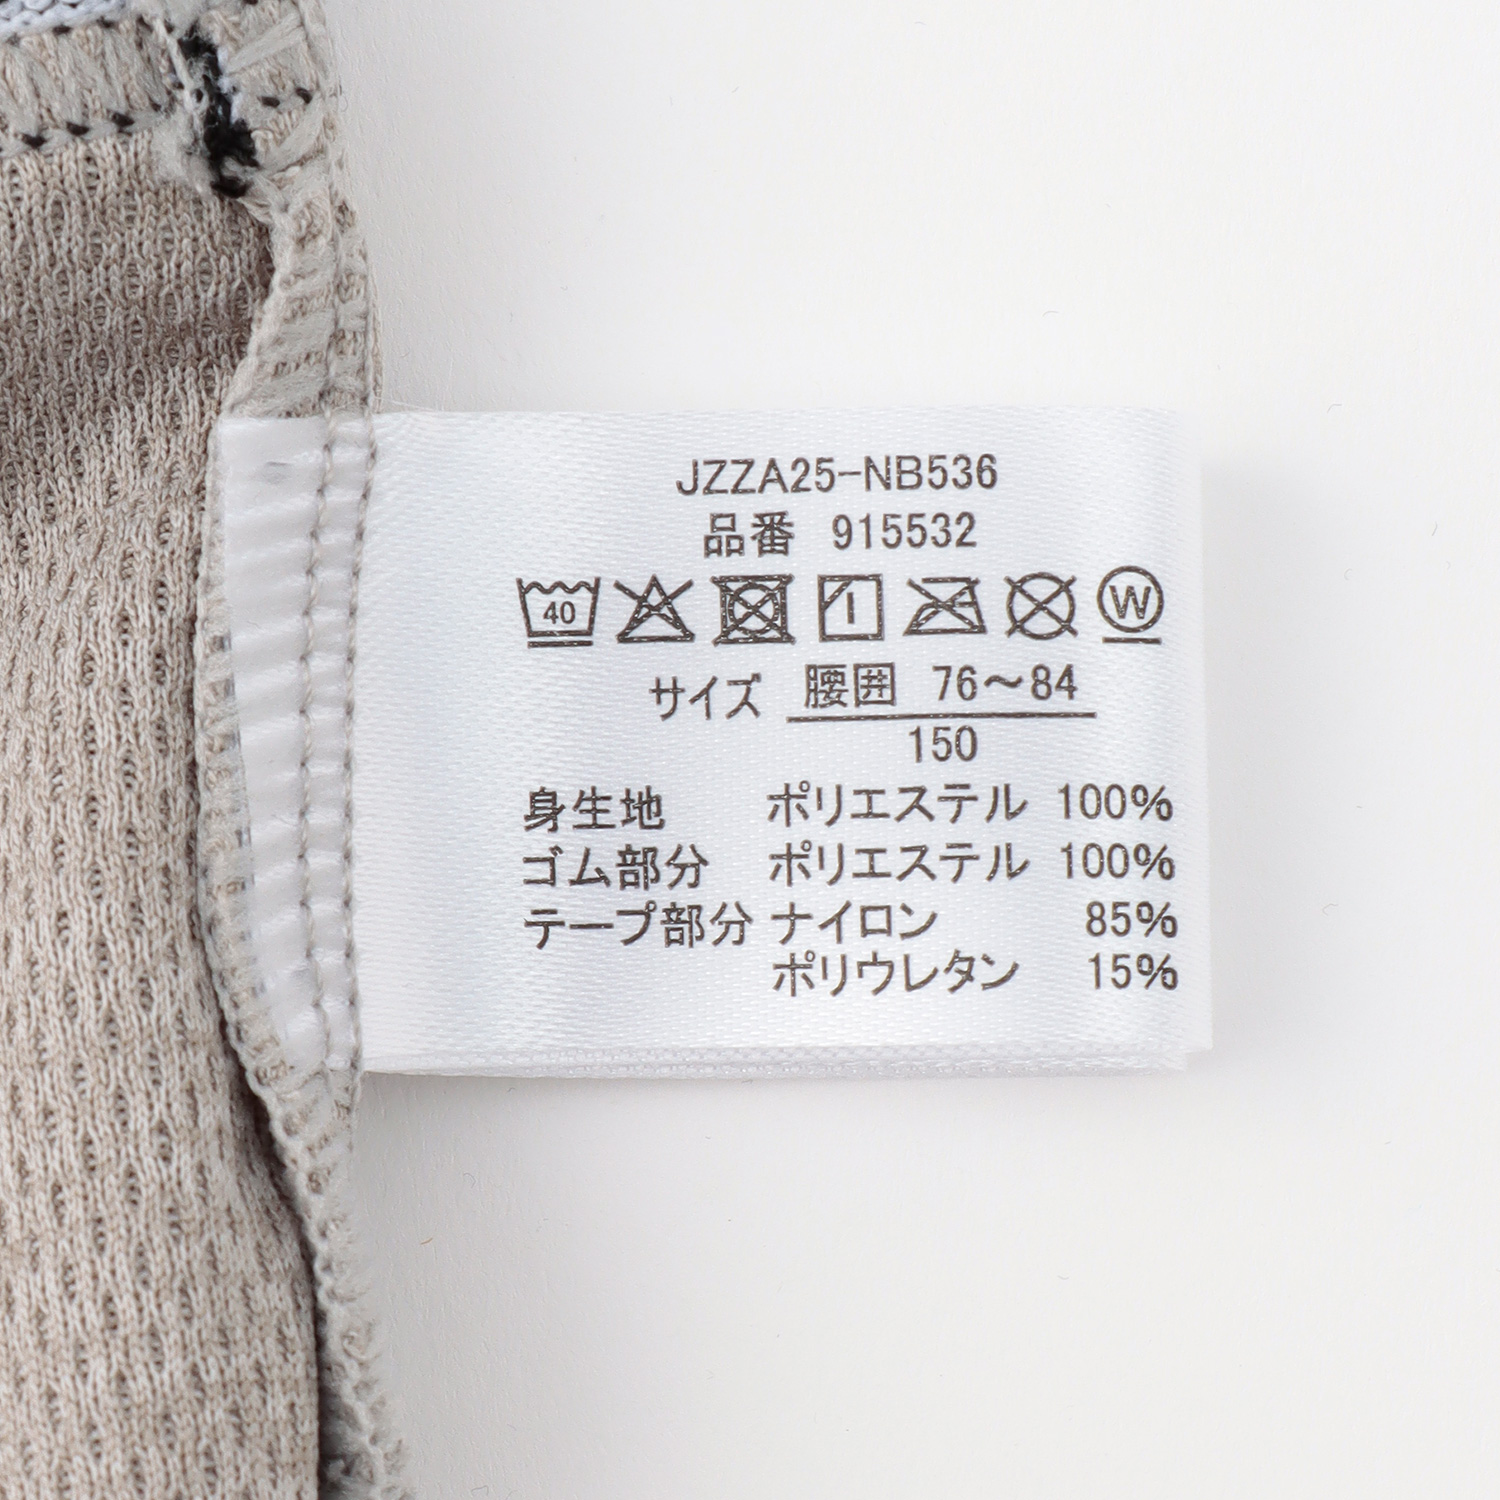 JZZA25-NB536
品番 915532
40 W
サイズ 腰囲 76～84
150
身生地 ポリエステル 100%
ゴム部分 ポリエステル 100%
テープ部分 ナイロン 85%
ポリウレタン 15%